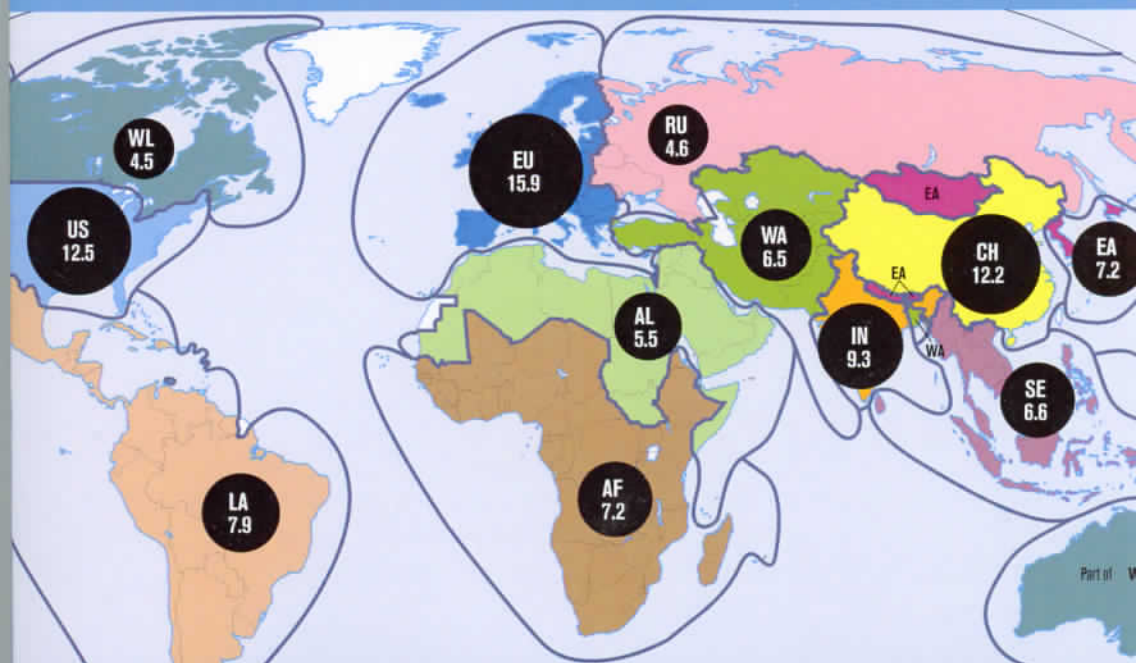 WL
4.5
US
12.5
EU
15.9
RU
4.6
EA
WA
6.5
CH
12.2
EA
7.2
EA
AL
5.5
IN
9.3
WA
SE
6.6
LA
7.9
AF
7.2
Part of W